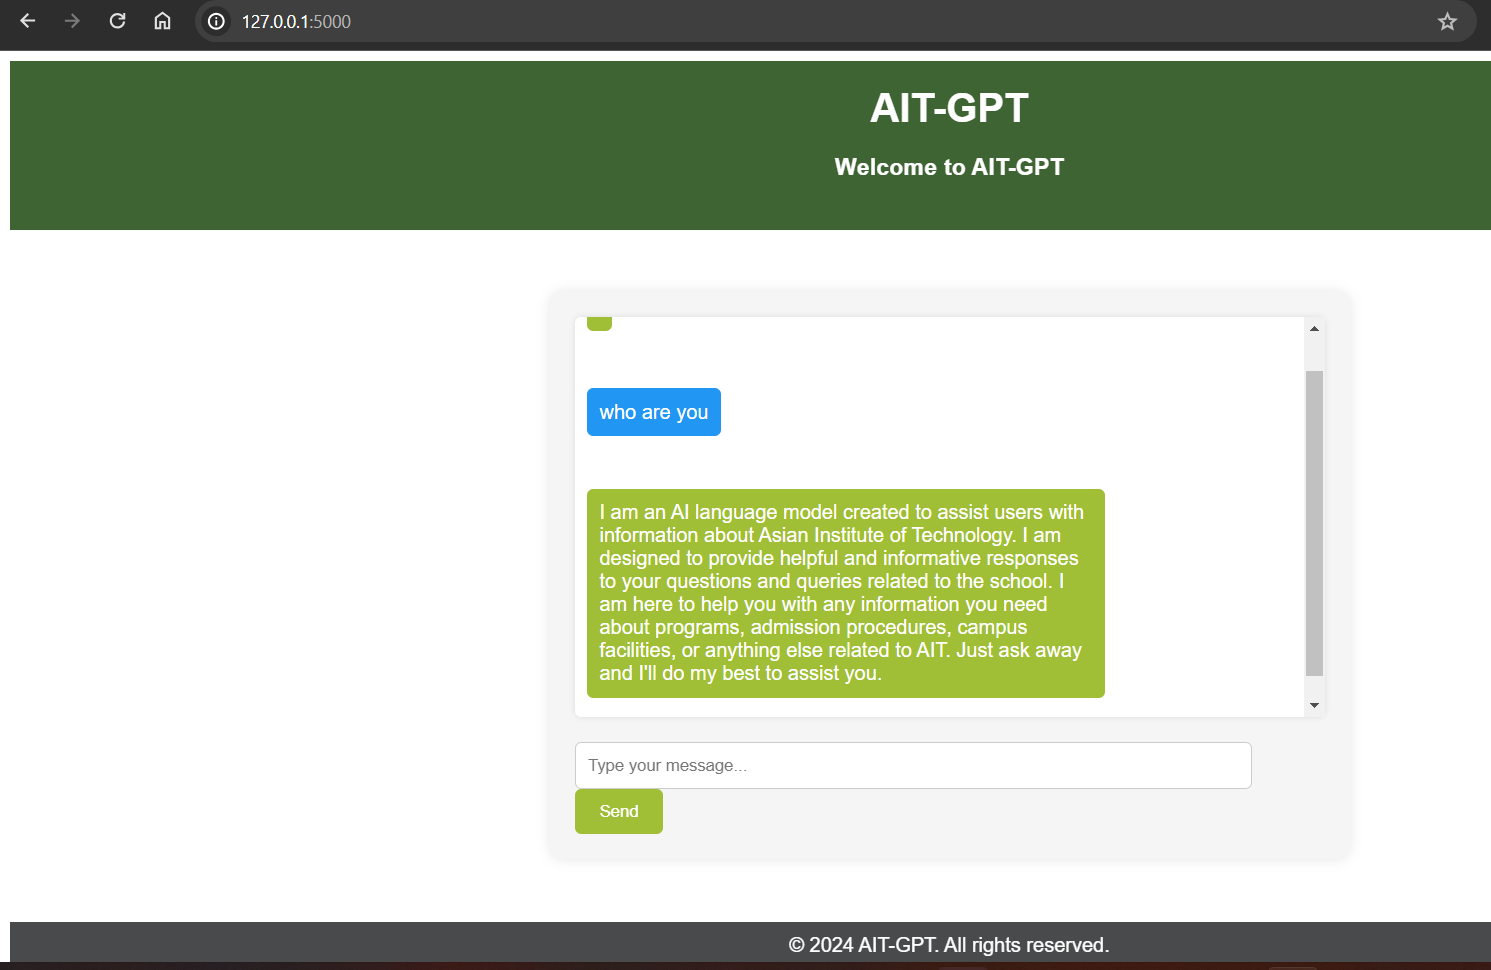 127.0.0.1:5000
AIT-GPT
Welcome to AIT-GPT
who are you
I am an AI language model created to assist users with
information about Asian Institute of Technology. I am
designed to provide helpful and informative responses
to your questions and queries related to the school. I
am here to help you with any information you need
about programs, admission procedures, campus
facilities, or anything else related to AIT. Just ask away
and I'll do my best to assist you.
Type your message...
Send
© 2024 AIT-GPT. All rights reserved.